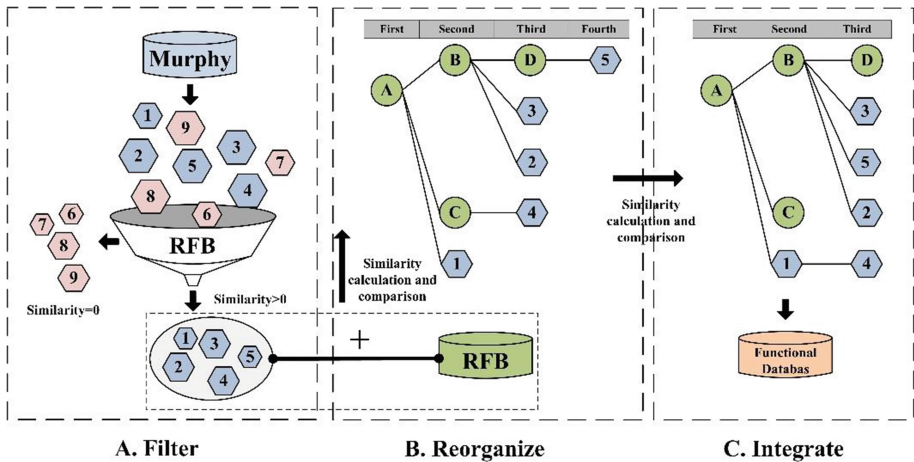 Murphy
1
9
2
5
3
7
8
6
4
RFB
7
6
8
9
Similarity=0
Similarity>0
1
3
2
5
4
A. Filter
First Second Third Fourth
A
B
D
5
3
2
C
4
1
Similarity
calculation and
comparison
+
RFB
B. Reorganize
Similarity
calculation and
comparison
First Second Third
A
B
D
3
5
C
2
1
4
Functional
Databas
C. Integrate